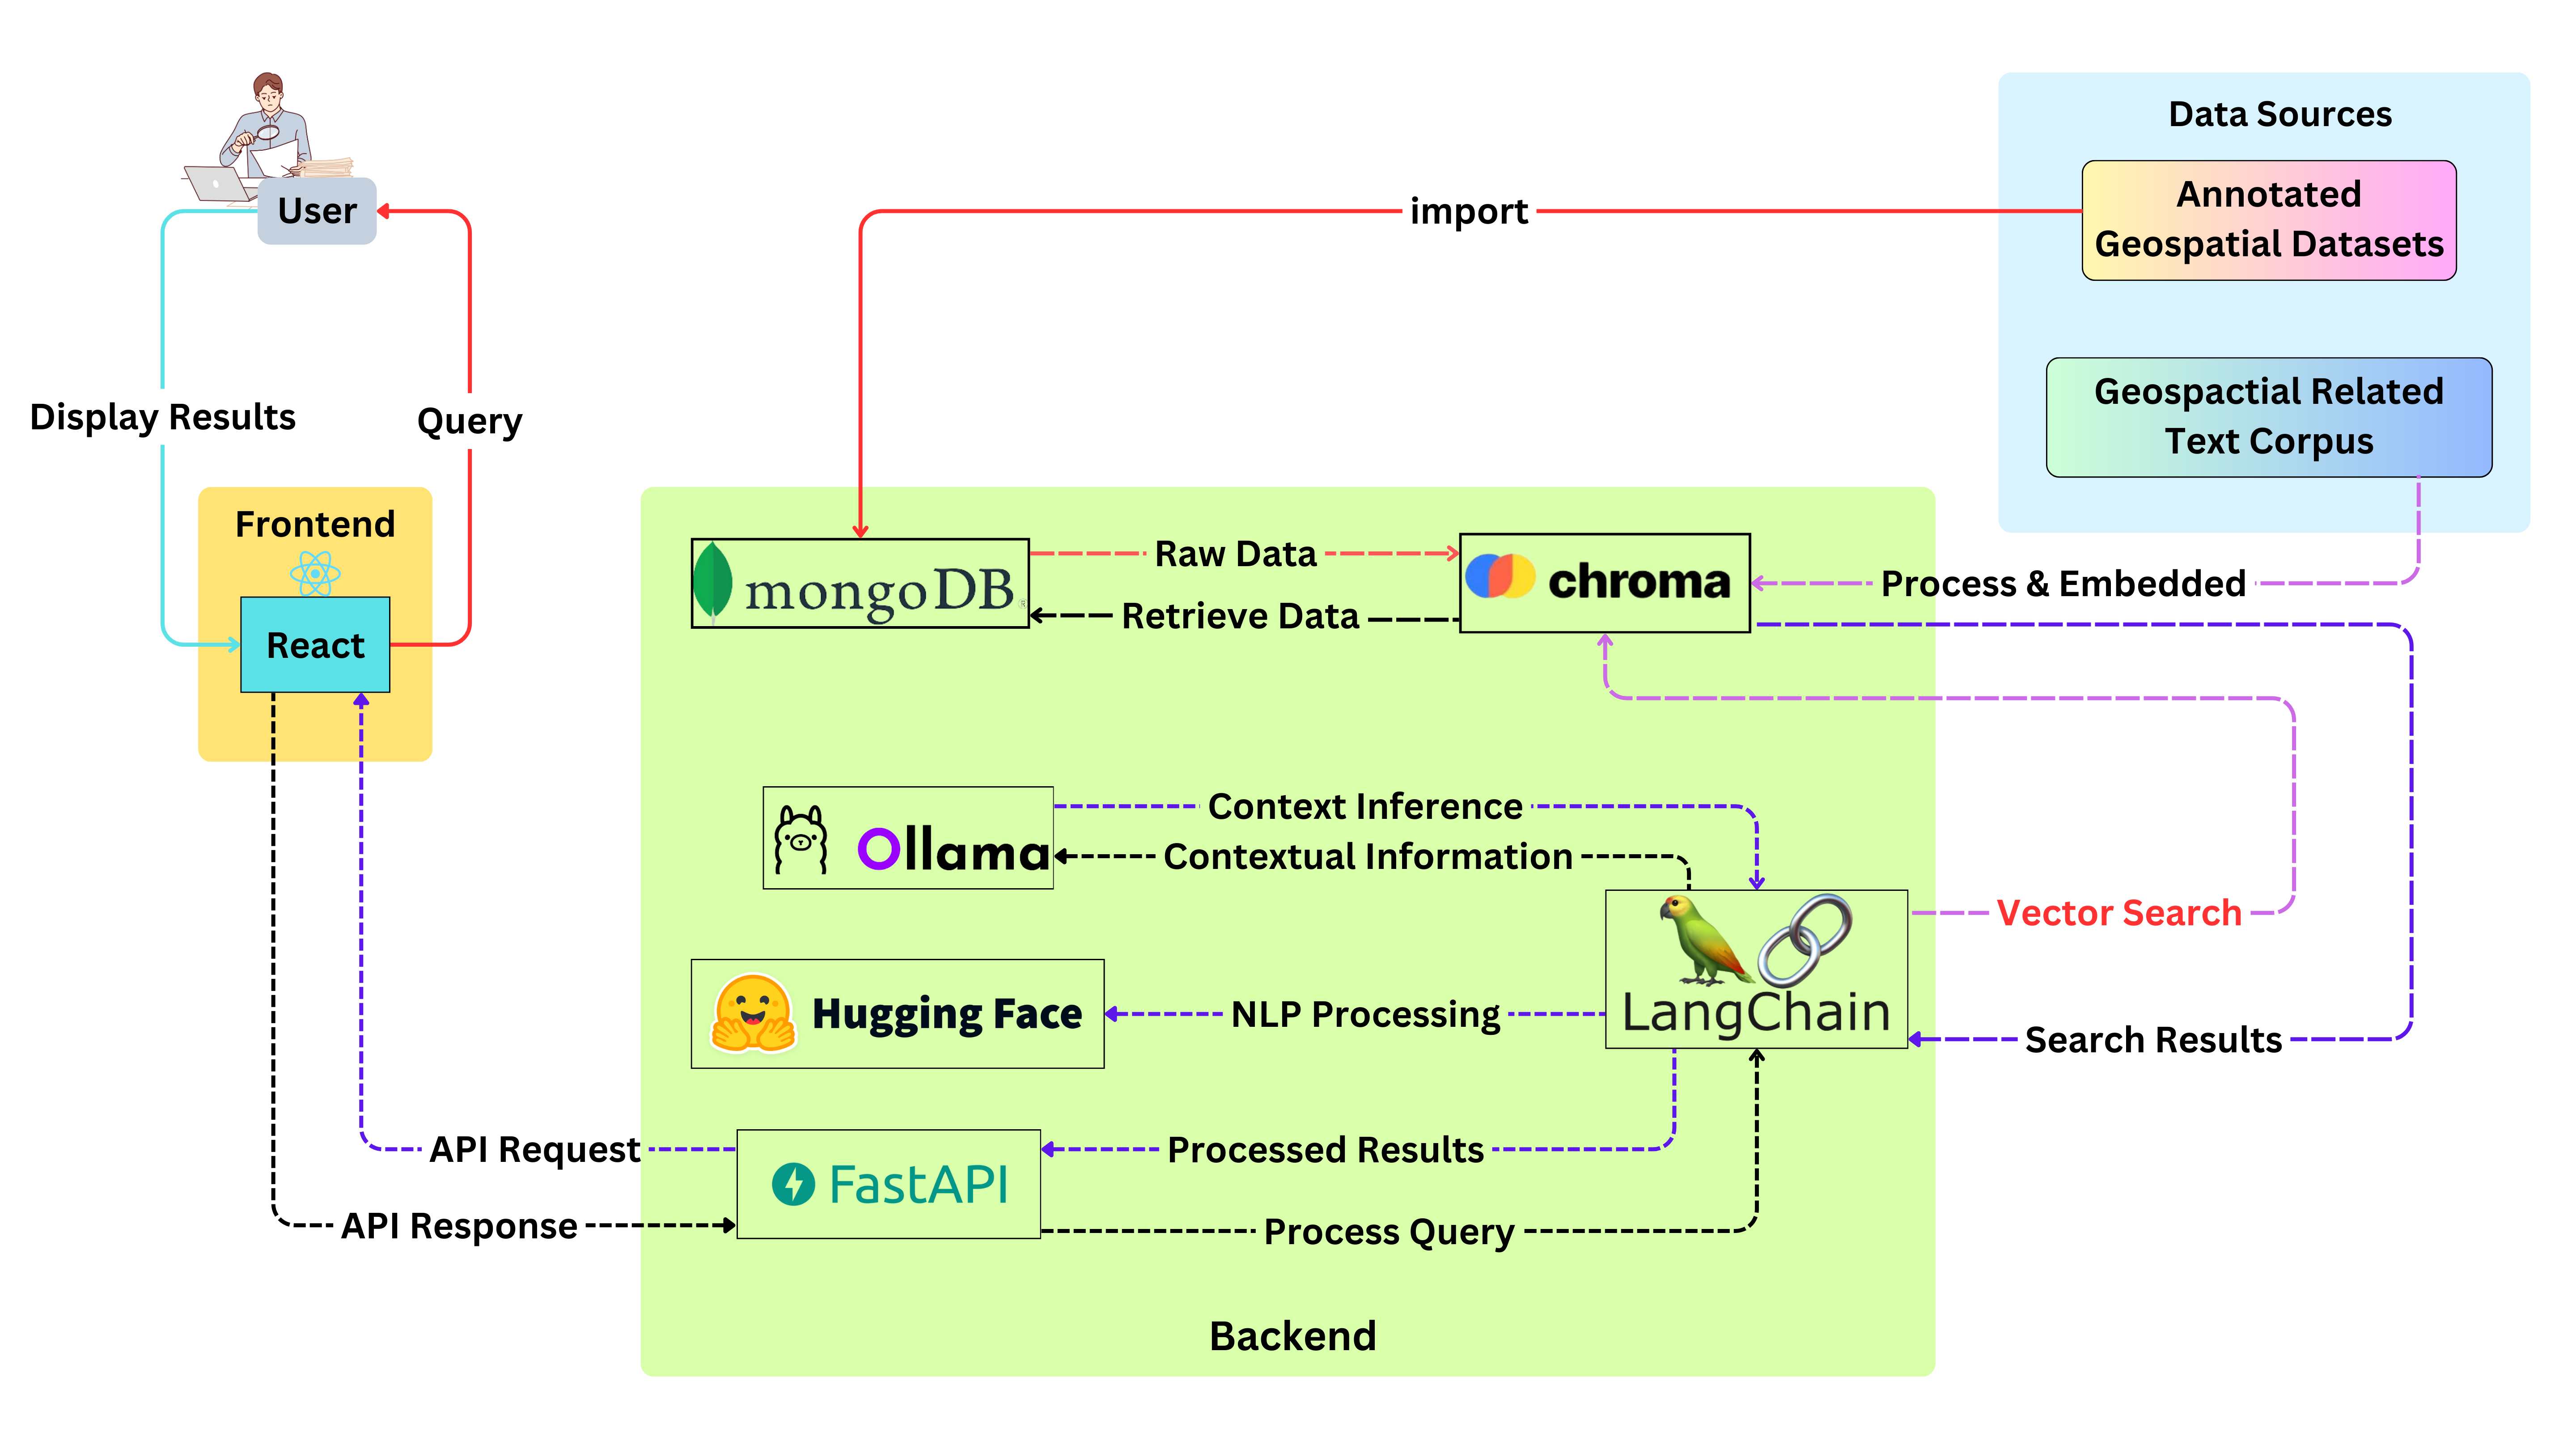 Data Sources
Annotated
Geospatial Datasets
User
import
Geospactial Related
Text Corpus
Display Results
Query
Frontend
React
mongoDB®
Raw Data
Retrieve Data
chroma
Process & Embedded
Ollama
Context Inference
Contextual Information
LangChain
Vector Search
Hugging Face
NLP Processing
Search Results
API Request
Processed Results
FastAPI
API Response
Process Query
Backend